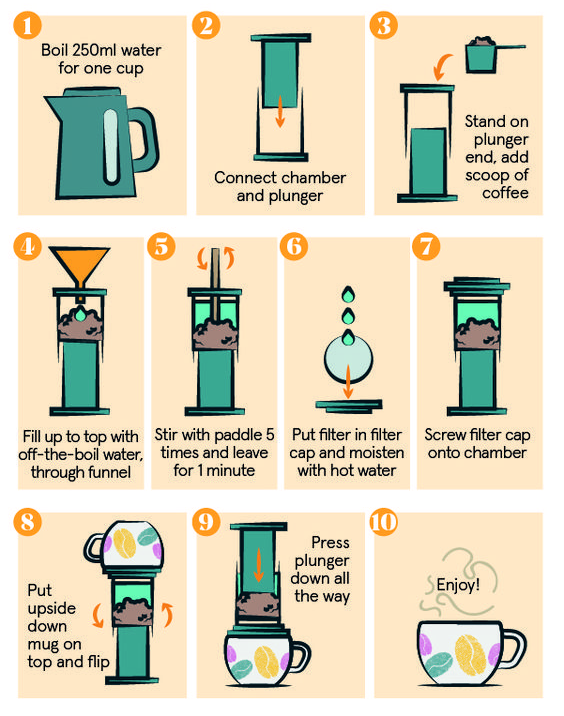 1
Boil 250ml water
for one cup
2
Connect chamber
and plunger
3
Stand on
plunger
end, add
scoop of
coffee
4
Fill up to top with
off-the-boil water,
through funnel
5
Stir with paddle 5
times and leave
for 1 minute
6
Put filter in filter
cap and moisten
with hot water
7
Screw filter cap
onto chamber
8
Put
upside
down
mug on
top and flip
9
Press
plunger
down all
the way
10
Enjoy!